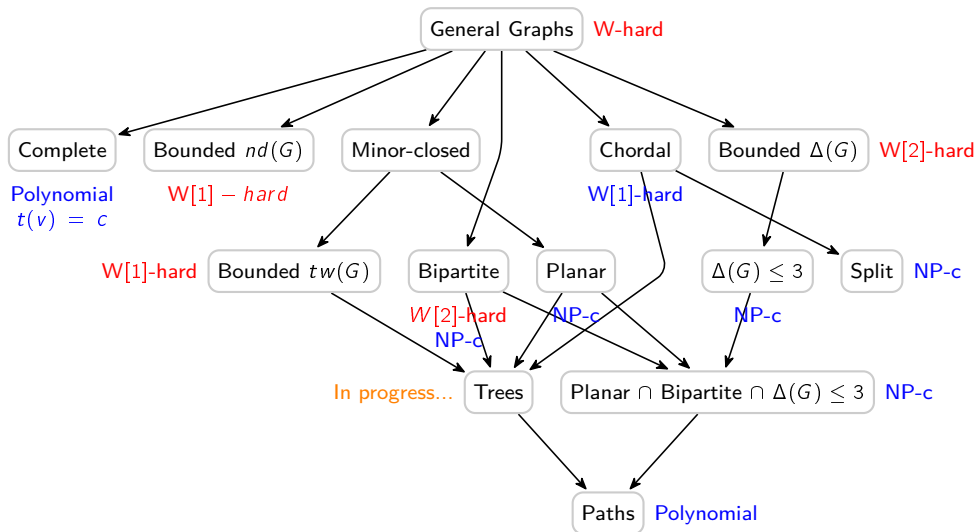 General Graphs W-hard
Complete Bounded nd(G) Minor-closed Chordal Bounded Δ(G) W[2]-hard
Polynomial W[1] − hard W[1]-hard
t(v) = c
W[1]-hard Bounded tw(G) Bipartite Planar Δ(G) ≤ 3 Split NP-c
W[2]-hard NP-c NP-c
NP-c
In progress... Trees Planar ∩ Bipartite ∩ Δ(G) ≤ 3 NP-c
Paths Polynomial